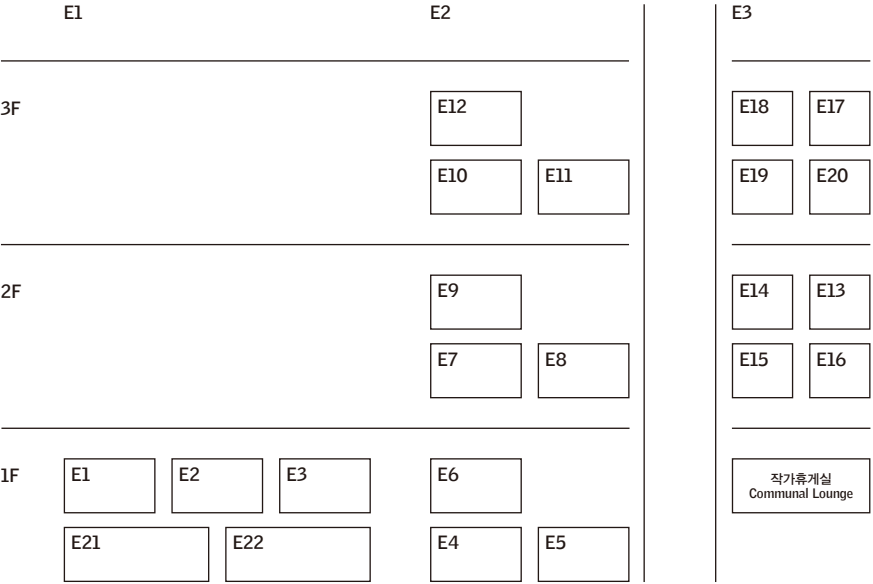 E1 E2 E3
3F E12 E18 E17
E10 E11 E19 E20
2F E9 E14 E13
E7 E8 E15 E16
1F E1 E2 E3 E6 작가휴게실
Communal Lounge
E21 E22 E4 E5